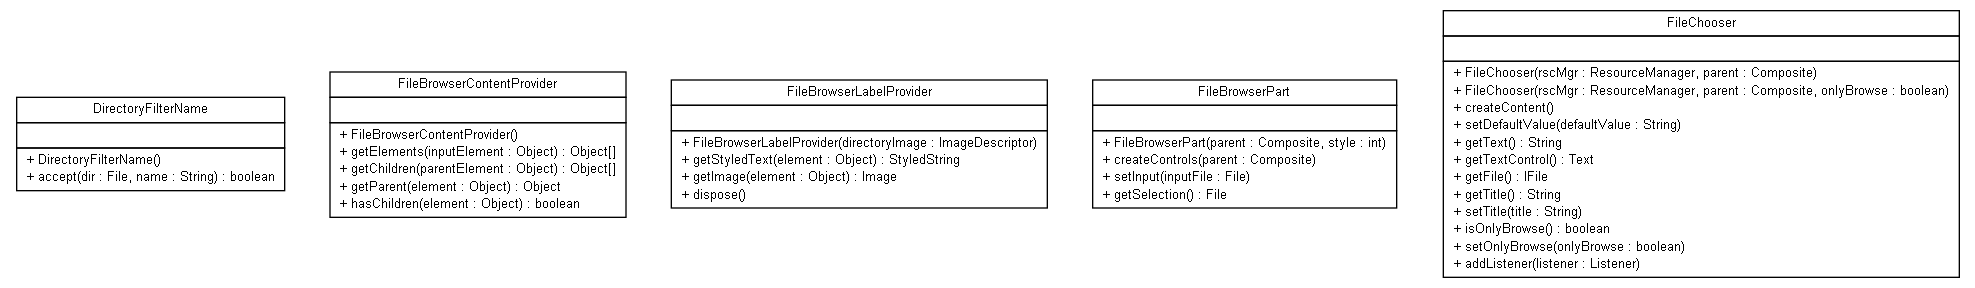 DirectoryFilterName
+ DirectoryFilterName()
+ accept(dir : File, name : String) : boolean
FileBrowserContentProvider
+ FileBrowserContentProvider()
+ getElements(inputElement : Object) : Object[]
+ getChildren(parentElement : Object) : Object[]
+ getParent(element : Object) : Object
+ hasChildren(element : Object) : boolean
FileBrowserLabelProvider
+ FileBrowserLabelProvider(directoryImage : ImageDescriptor)
+ getStyledText(element : Object) : StyledString
+ getImage(element : Object) : Image
+ dispose()
FileBrowserPart
+ FileBrowserPart(parent : Composite, style : int)
+ createControls(parent : Composite)
+ setInput(inputFile : File)
+ getSelection() : File
FileChooser
+ FileChooser(rscMgr : ResourceManager, parent : Composite)
+ FileChooser(rscMgr : ResourceManager, parent : Composite, onlyBrowse : boolean)
+ createContent()
+ setDefaultValue(defaultValue : String)
+ getText() : String
+ getTextControl() : Text
+ getFile() : IFile
+ getTitle() : String
+ setTitle(title : String)
+ isOnlyBrowse() : boolean
+ setOnlyBrowse(onlyBrowse : boolean)
+ addListener(listener : Listener)